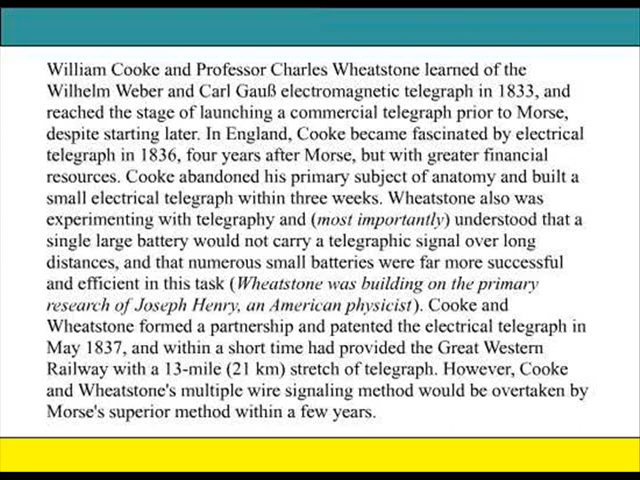 William Cooke and Professor Charles Wheatstone learned of the
Wilhelm Weber and Carl Gauß electromagnetic telegraph in 1833, and
reached the stage of launching a commercial telegraph prior to Morse,
despite starting later. In England, Cooke became fascinated by electrical
telegraph in 1836, four years after Morse, but with greater financial
resources. Cooke abandoned his primary subject of anatomy and built a
small electrical telegraph within three weeks. Wheatstone also was
experimenting with telegraphy and (most importantly) understood that a
single large battery would not carry a telegraphic signal over long
distances, and that numerous small batteries were far more successful
and efficient in this task (Wheatstone was building on the primary
research of Joseph Henry, an American physicist). Cooke and
Wheatstone formed a partnership and patented the electrical telegraph in
May 1837, and within a short time had provided the Great Western
Railway with a 13-mile (21 km) stretch of telegraph. However, Cooke
and Wheatstone's multiple wire signaling method would be overtaken by
Morse's superior method within a few years.